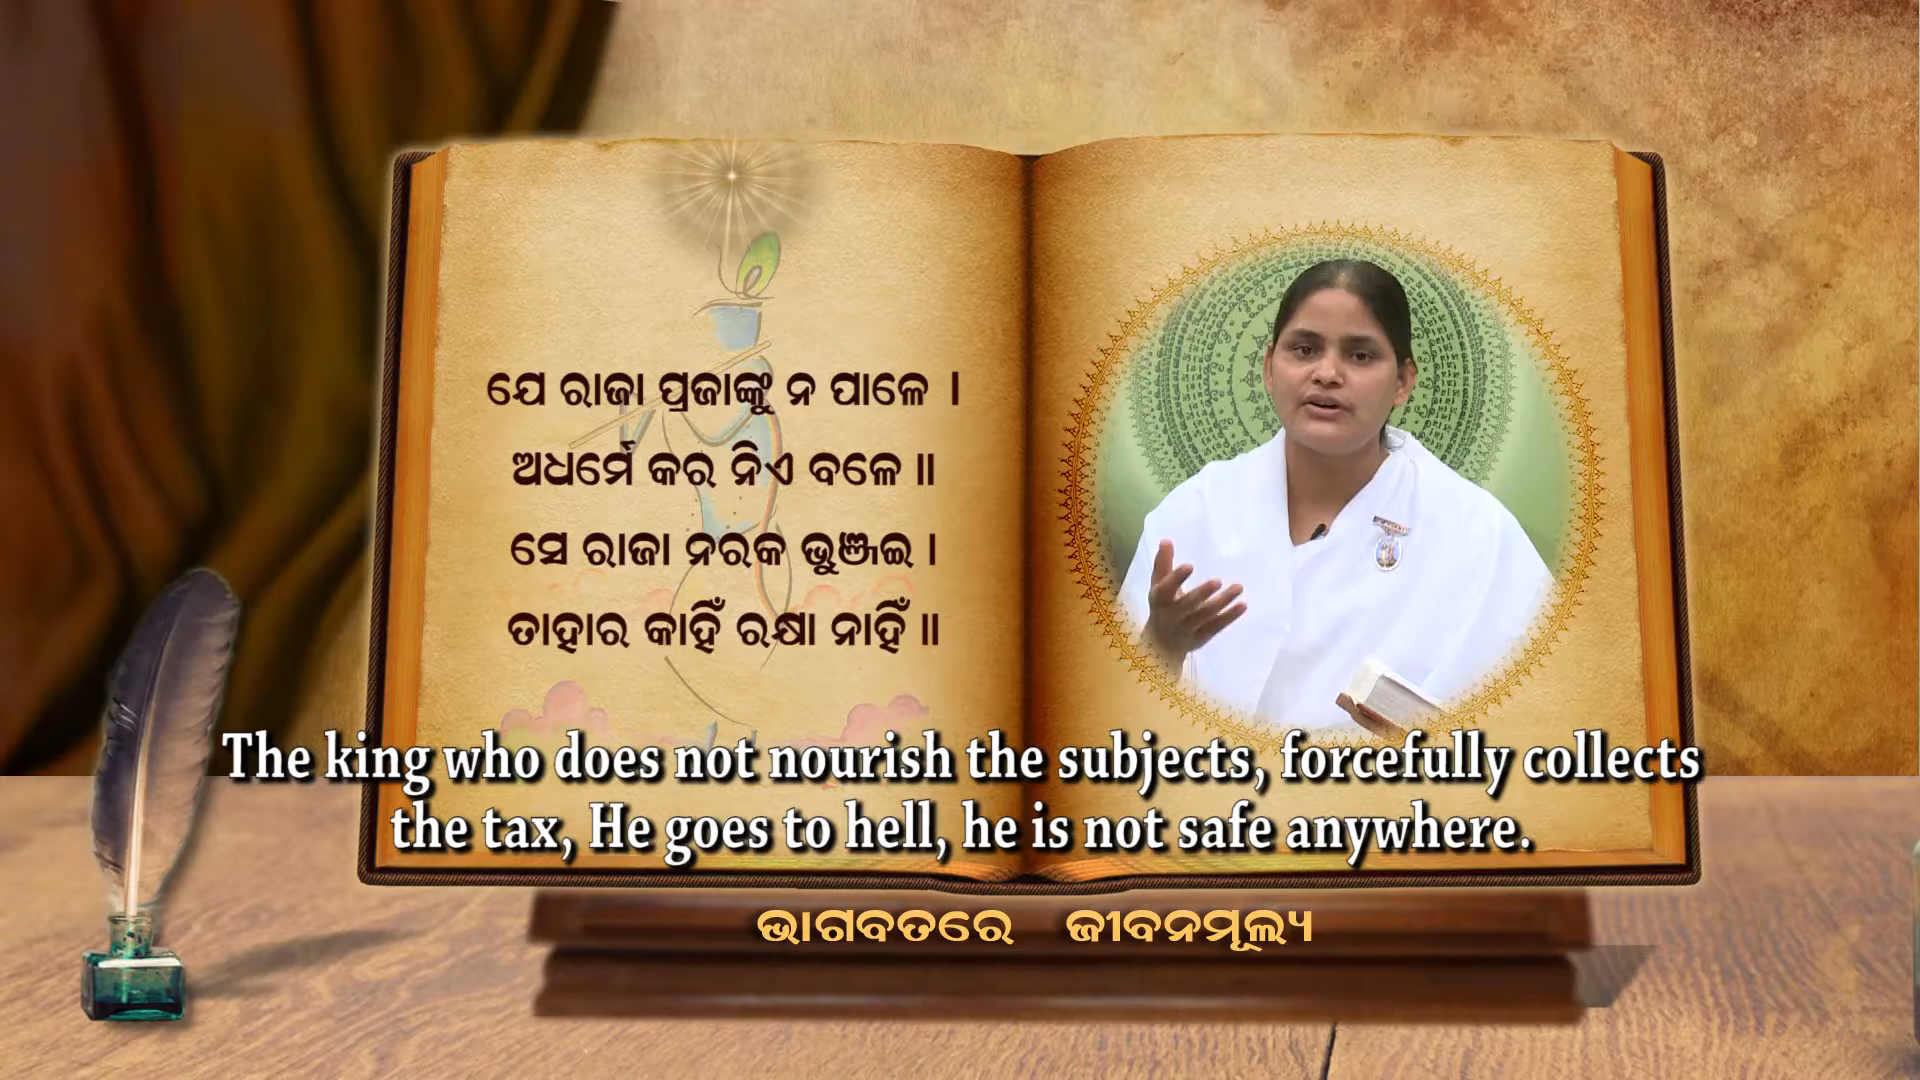 ଯେ ରାଜା ପ୍ରଜାଙ୍କୁ ନ ପାଳେ ।
ଅଧର୍ମେ କର ନିଏ ବଳେ ॥
ସେ ରାଜା ନରକ ଭୁଞ୍ଜଇ ।
ତାହାର କାହିଁ ରକ୍ଷା ନାହିଁ ॥
The king who does not nourish the subjects, forcefully collects
the tax, He goes to hell, he is not safe anywhere.
ଭାଗବତରେ ଜୀବନମୂଲ୍ୟ